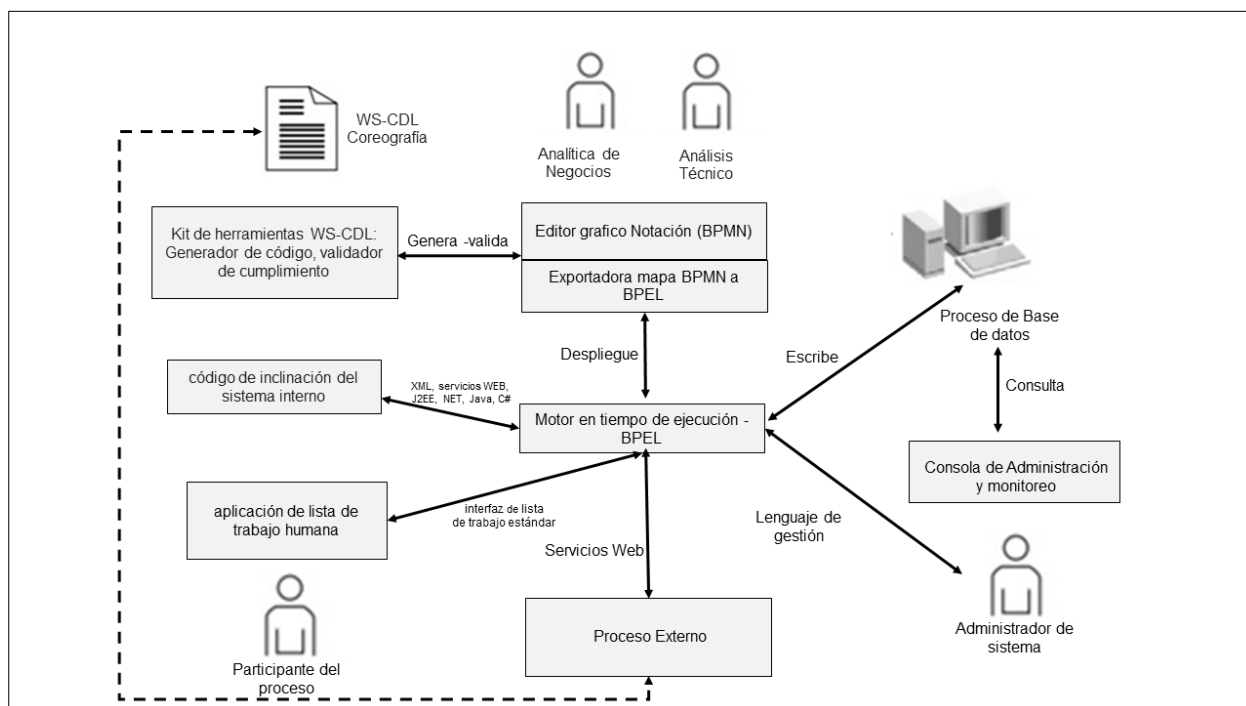 WS-CDL
Coreografía
Analítica de
Negocios
Análisis
Técnico
Kit de herramientas WS-CDL:
Generador de código, validador
de cumplimiento
Genera -valida
Editor grafico Notación (BPMN)
Exportadora mapa BPMN a
BPEL
Proceso de Base
de datos
Despliegue
Escribe
Consulta
código de inclinación del
sistema interno
XML, servicios WEB,
J2EE, NET, Java, C#
Motor en tiempo de ejecución -
BPEL
Consola de Administración
y monitoreo
aplicación de lista de
trabajo humana
interfaz de lista
de trabajo estándar
Lenguaje de
gestión
Servicios Web
Proceso Externo
Administrador de
sistema
Participante del
proceso